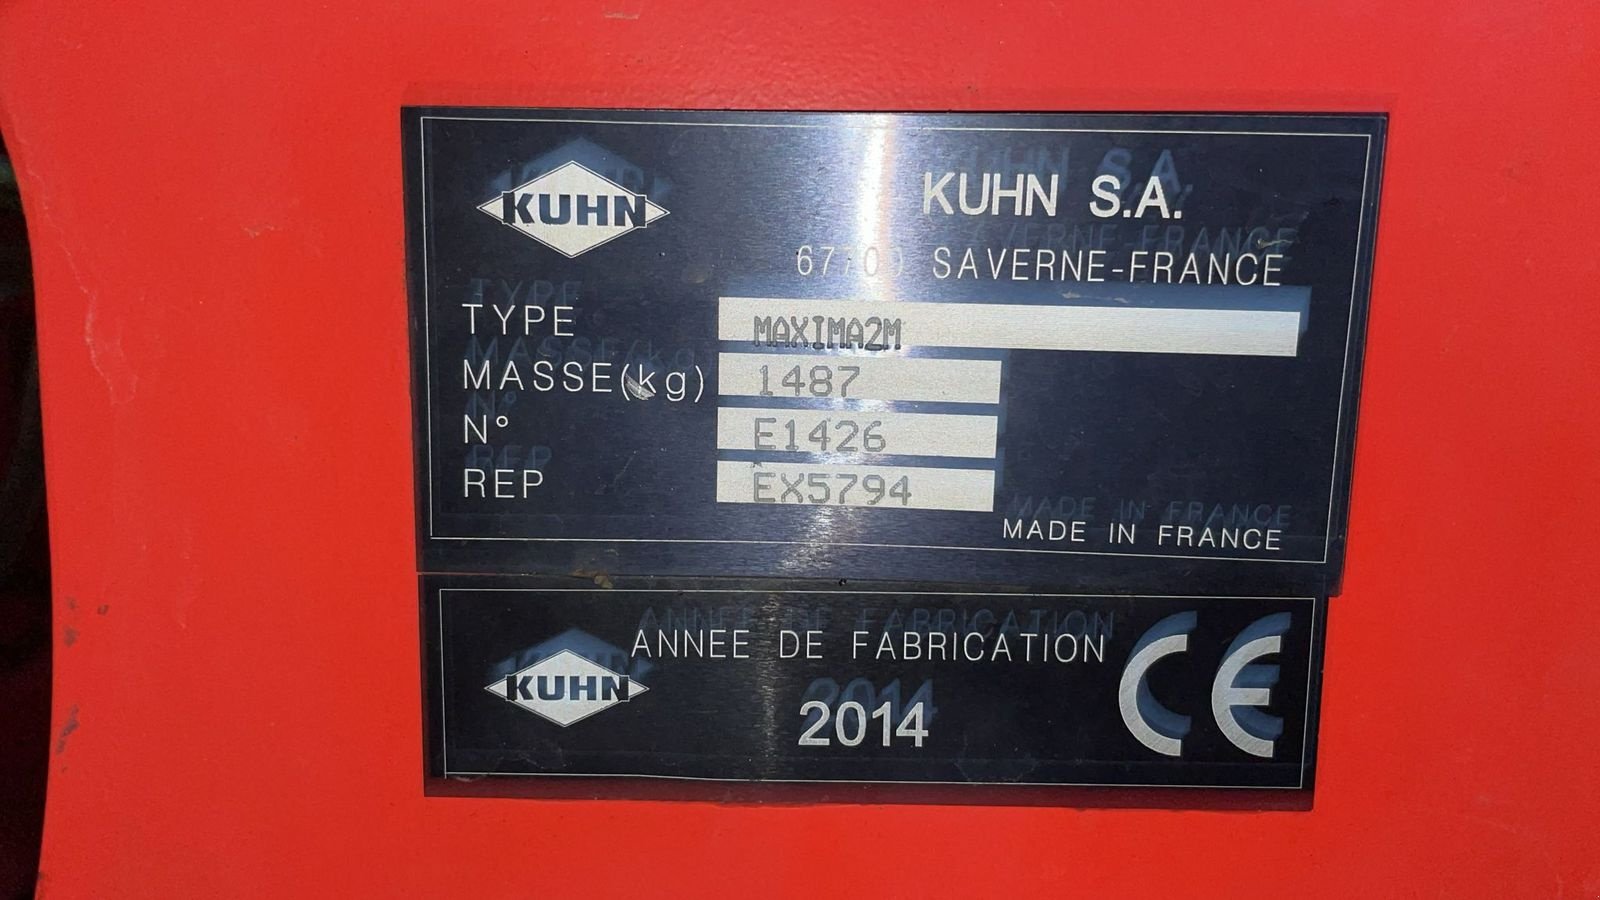 KUHN
KUHN S.A.
67700 SAVERNE-FRANCE
TYPE MAXIMA2M
MASSE(kg) 1487
N° E1426
REP EX5794
MADE IN FRANCE
KUHN
ANNEE DE FABRICATION
2014
CE